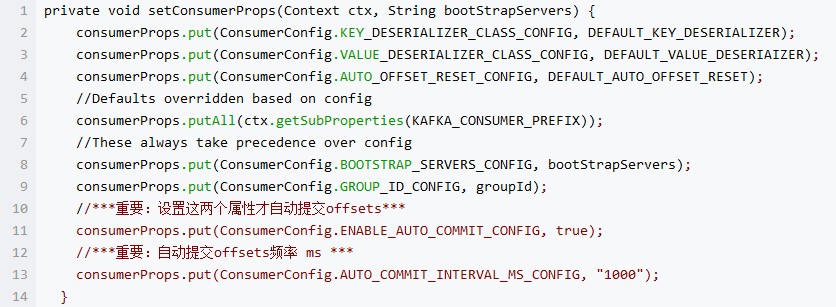 1 private void setConsumerProps(Context ctx, String bootStrapServers) {
2 consumerProps.put(ConsumerConfig.KEY_DESERIALIZER_CLASS_CONFIG, DEFAULT_KEY_DESERIALIZER);
3 consumerProps.put(ConsumerConfig.VALUE_DESERIALIZER_CLASS_CONFIG, DEFAULT_VALUE_DESERIAIZER);
4 consumerProps.put(ConsumerConfig.AUTO_OFFSET_RESET_CONFIG, DEFAULT_AUTO_OFFSET_RESET);
5 //Defaults overridden based on config
6 consumerProps.putAll(ctx.getSubProperties(KAFKA_CONSUMER_PREFIX));
7 //These always take precedence over config
8 consumerProps.put(ConsumerConfig.BOOTSTRAP_SERVERS_CONFIG, bootStrapServers);
9 consumerProps.put(ConsumerConfig.GROUP_ID_CONFIG, groupId);
10 //***重要：设置这两个属性才自动提交offsets***
11 consumerProps.put(ConsumerConfig.ENABLE_AUTO_COMMIT_CONFIG, true);
12 //***重要：自动提交offsets频率 ms ***
13 consumerProps.put(ConsumerConfig.AUTO_COMMIT_INTERVAL_MS_CONFIG, "1000");
14 }